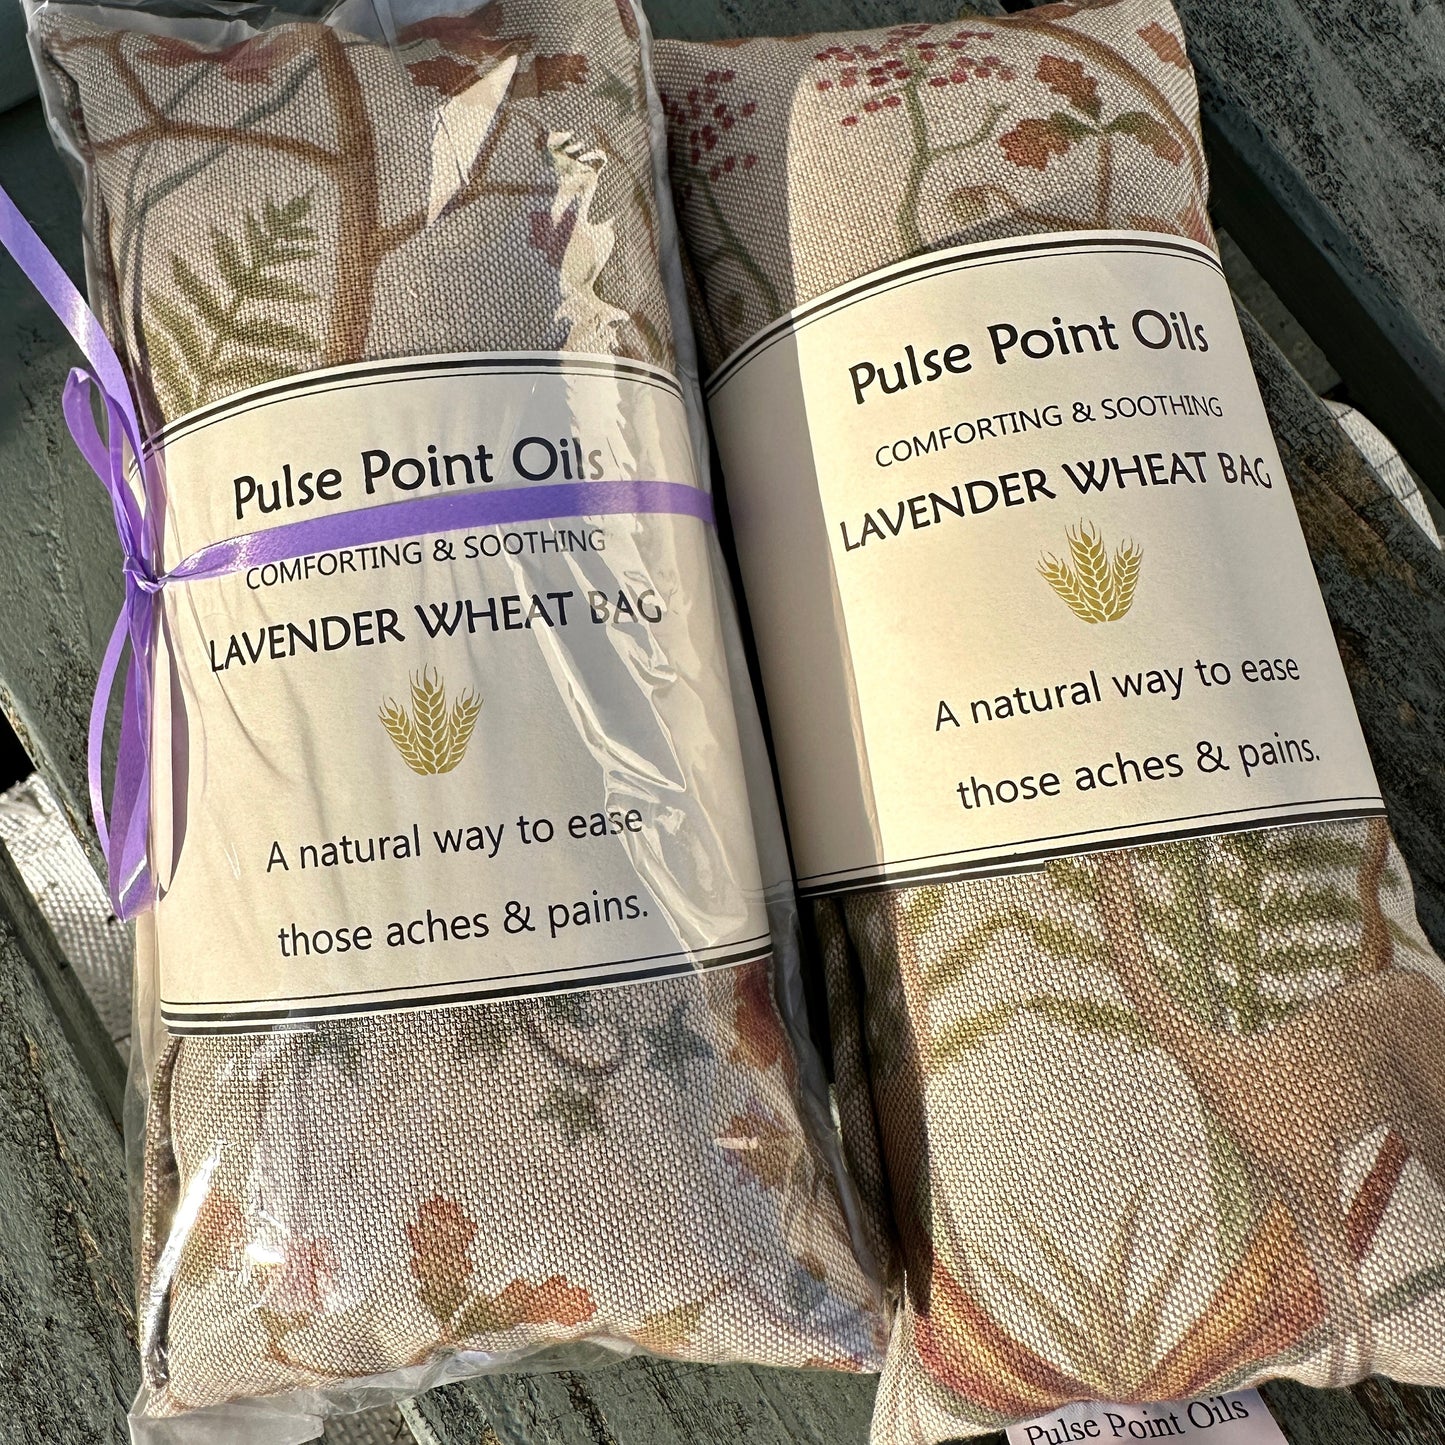 Pulse Point Oils
COMFORTING & SOOTHING
LAVENDER WHEAT BAG
A natural way to ease
those aches & pains.
Pulse Point Oils
COMFORTING & SOOTHING
LAVENDER WHEAT BAG
A natural way to ease
those aches & pains.
Pulse Point Oils